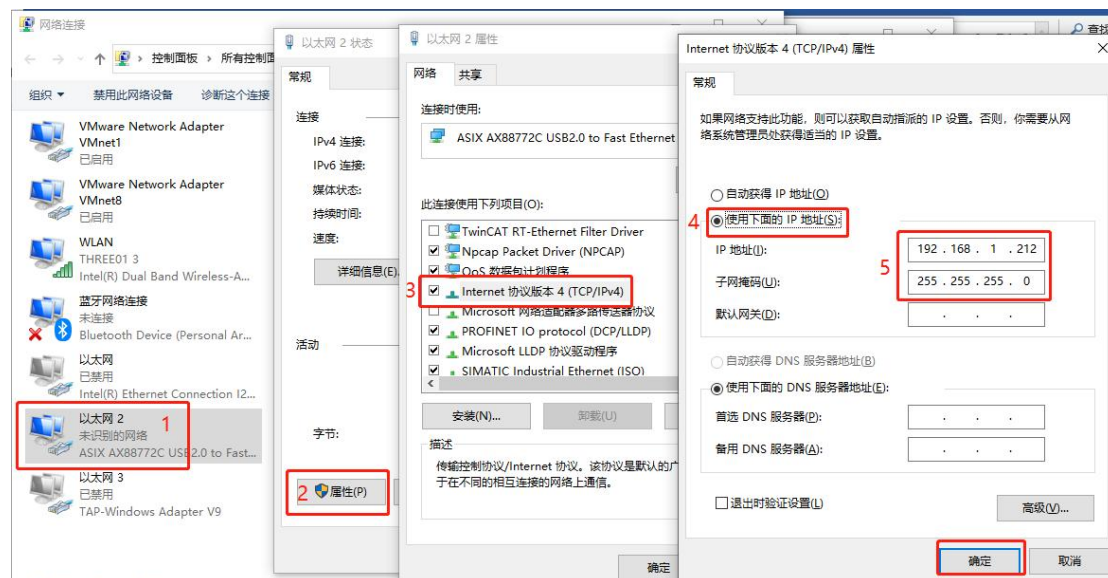 网络连接
控制面板 › 所有控制面
组织
禁用此网络设备
诊断这个连接
VMware Network Adapter
VMnet1
已启用
VMware Network Adapter
VMnet8
已启用
WLAN
THREE01 3
Intel(R) Dual Band Wireless-A...
蓝牙网络连接
未连接
Bluetooth Device (Personal Ar...
以太网
已禁用
Intel(R) Ethernet Connection I2...
以太网 2
未识别的网络
ASIX AX88772C USB2.0 to Fast...
1
以太网 3
已禁用
TAP-Windows Adapter V9
以太网 2 状态
常规
连接
IPv4 连接:
IPv6 连接:
媒体状态:
持续时间:
速度:
详细信息(E)
活动
字节:
2
属性(P)
以太网 2 属性
网络
共享
连接时使用:
ASIX AX88772C USB2.0 to Fast Ethernet
此连接使用下列项目(O):
TwinCAT RT-Ethernet Filter Driver
Npcap Packet Driver (NPCAP)
QoS 数据包计划程序
3
Internet 协议版本 4 (TCP/IPv4)
Microsoft 网络适配器多路传送器协议
PROFINET IO protocol (DCP/LLDP)
Microsoft LLDP 协议驱动程序
SIMATIC Industrial Ethernet (ISO)
安装(N)...
卸载(U)
描述
传输控制协议/Internet 协议。该协议是默认的广
于在不同的相互连接的网络上通信。
确定
查找
Internet 协议版本 4 (TCP/IPv4) 属性
常规
如果网络支持此功能，则可以获取自动指派的 IP 设置。否则，你需要从网
络系统管理员处获得适当的 IP 设置。
自动获得 IP 地址(O)
4
使用下面的 IP 地址(S):
IP 地址(I):
192 . 168 . 1 . 212
5
子网掩码(U):
255 . 255 . 255 . 0
默认网关(D):
自动获得 DNS 服务器地址(B)
使用下面的 DNS 服务器地址(E):
首选 DNS 服务器(P):
备用 DNS 服务器(A):
退出时验证设置(L)
高级(V)...
确定
取消